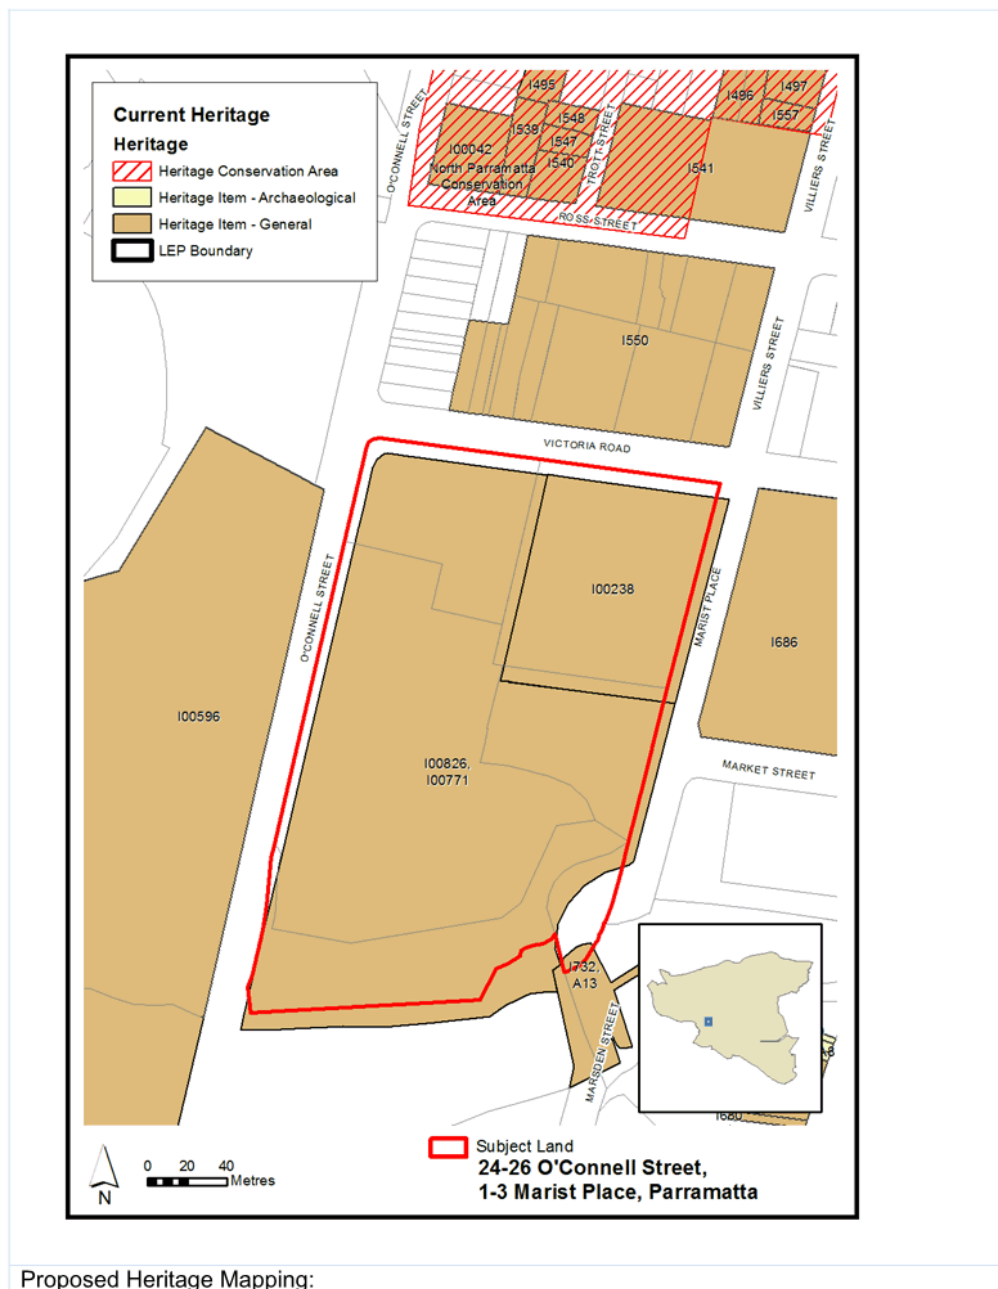 Current Heritage
Heritage
Heritage Conservation Area
Heritage Item - Archaeological
Heritage Item - General
LEP Boundary
O'CONNELL STREET
I495
I496
I497
I557
I548
I539
I547
I540
I00042
North Parramatta
Conservation
Area
TROTT STREET
I541
VILLIERS STREET
ROSS STREET
I550
VILLIERS STREET
VICTORIA ROAD
O'CONNELL STREET
I00238
MARIST PLACE
I686
I00596
I00826,
I00771
MARKET STREET
I732,
A13
MARSDEN STREET
A8
I680
N
0 20 40
Metres
Subject Land
24-26 O'Connell Street,
1-3 Marist Place, Parramatta
Proposed Heritage Mapping: